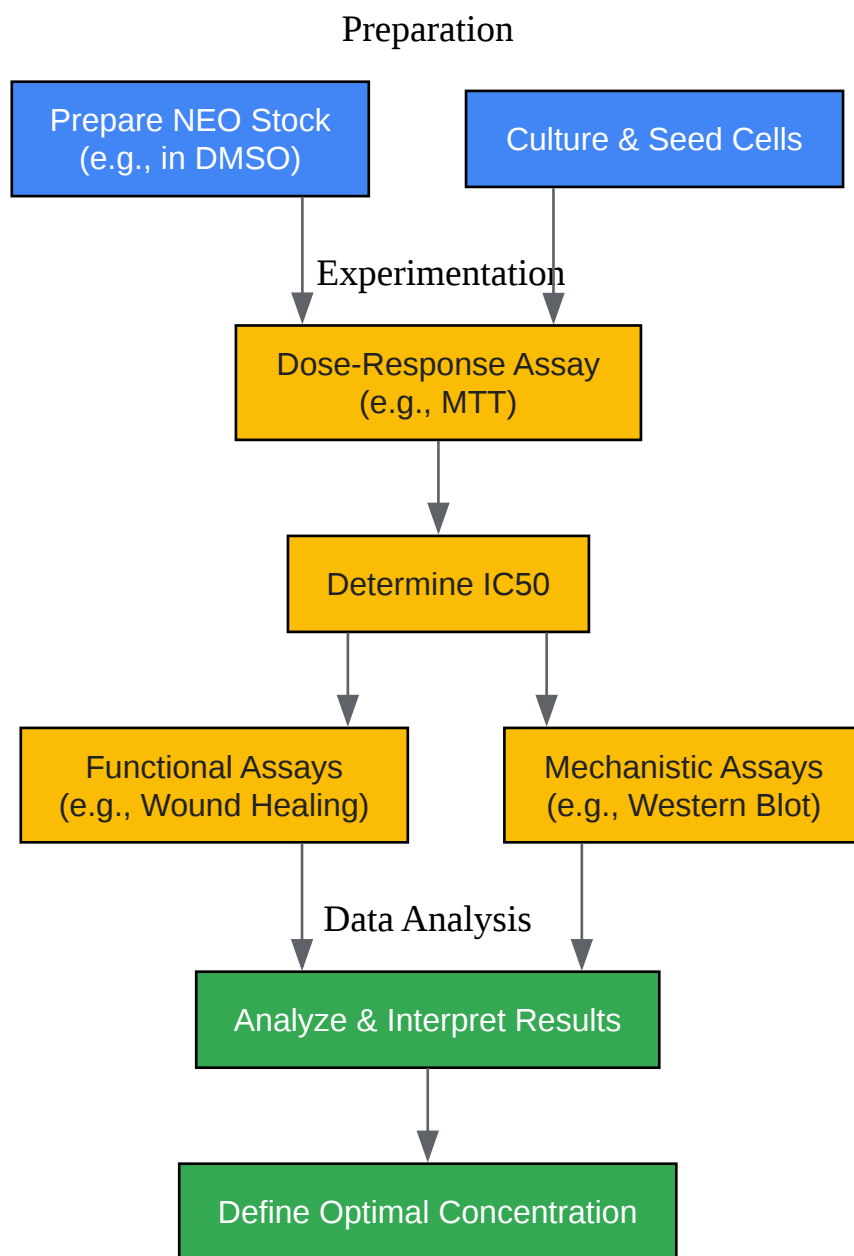 Preparation
Prepare NEO Stock
(e.g., in DMSO)
Culture & Seed Cells
Experimentation
Dose-Response Assay
(e.g., MTT)
Determine IC50
Functional Assays
(e.g., Wound Healing)
Mechanistic Assays
(e.g., Western Blot)
Data Analysis
Analyze & Interpret Results
Define Optimal Concentration